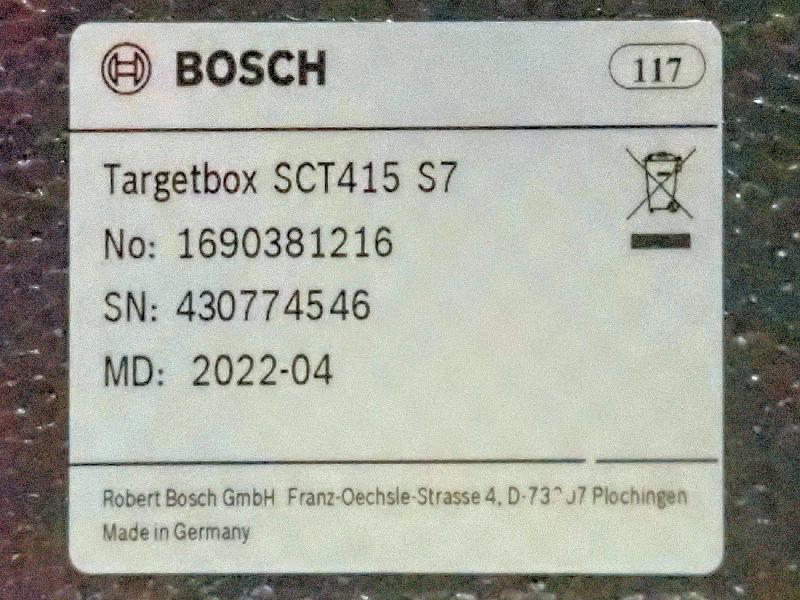 BOSCH
117
Targetbox SCT415 S7
No: 1690381216
SN: 430774546
MD: 2022-04
Robert Bosch GmbH Franz-Oechsle-Strasse 4, Plochingen
Made in Germany